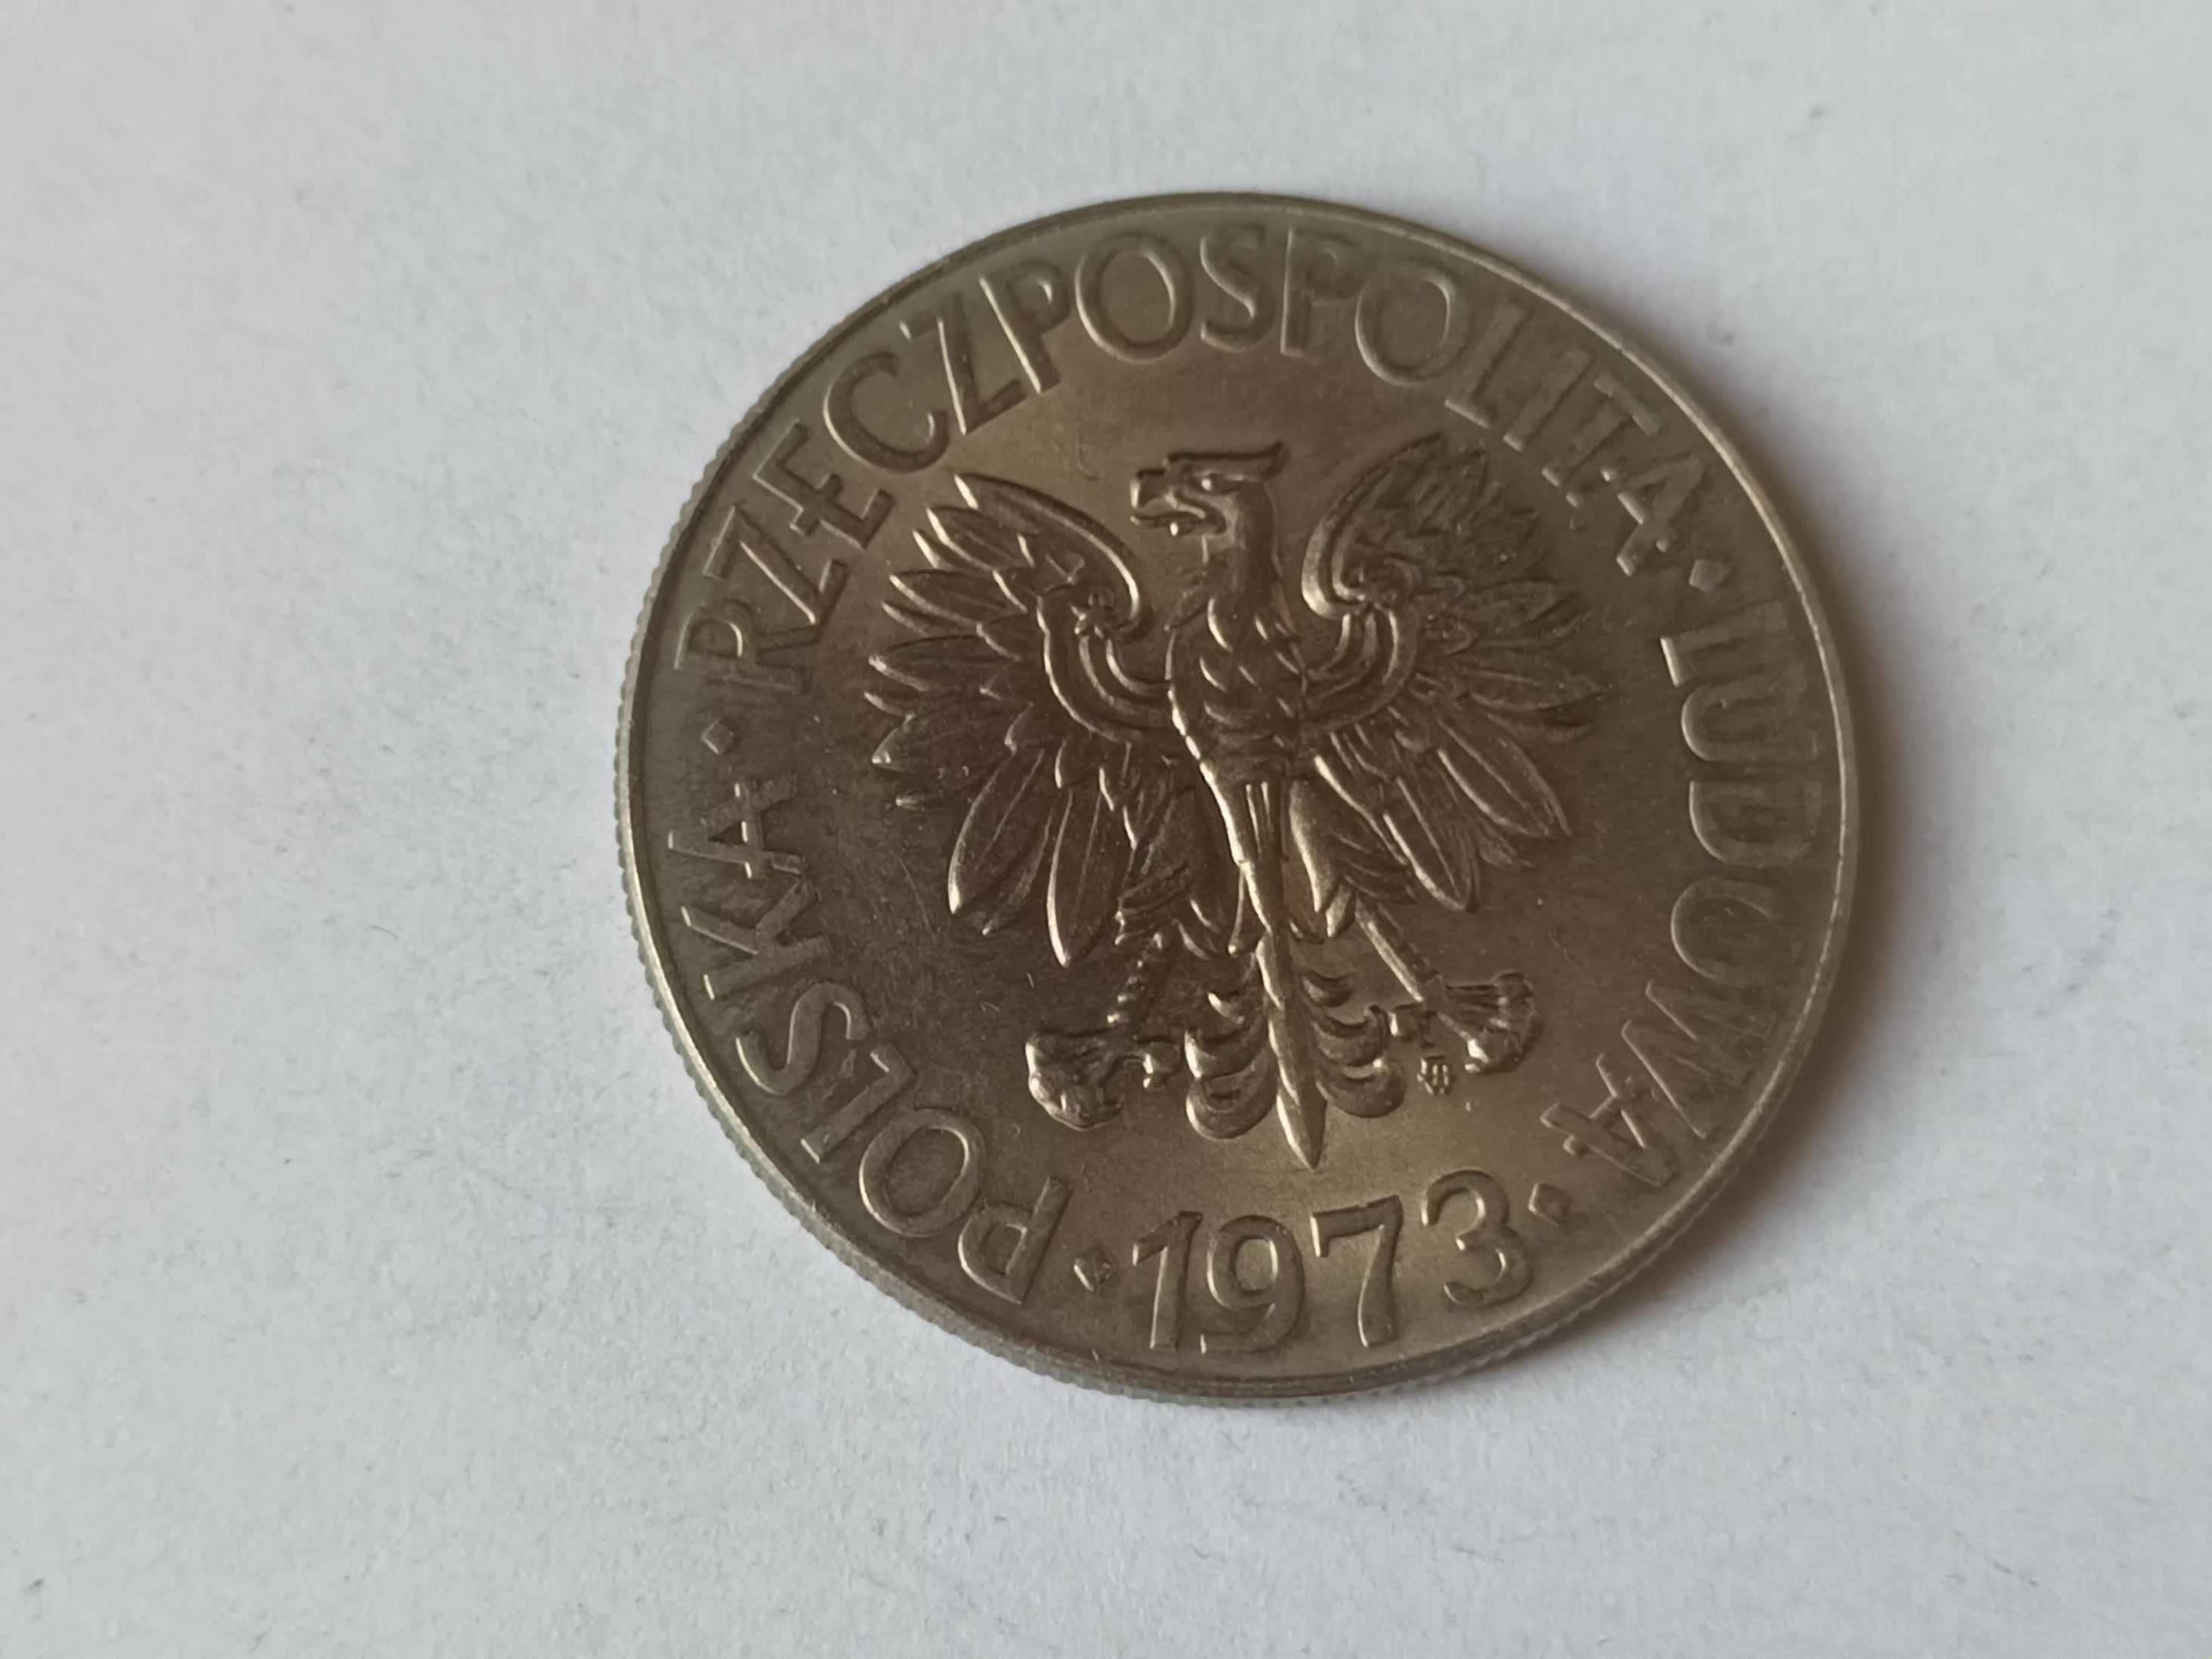 POLSKA · RZECZPOSPOLITA · LUDOWA
· 1973 ·